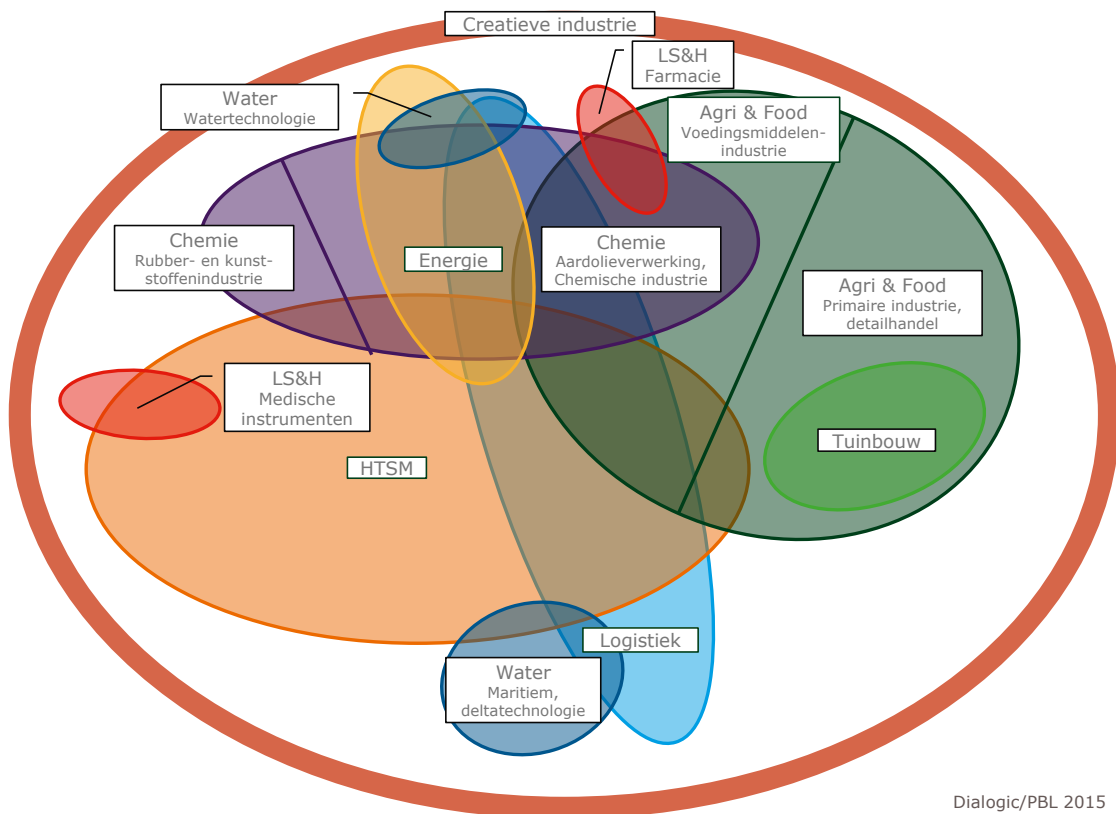 Creatieve industrie
LS&H
Farmacie
Water
Watertechnologie
Agri & Food
Voedingsmiddelen-
industrie
Chemie
Rubber- en kunst-
stoffenindustrie
Energie
Chemie
Aardolieverwerking,
Chemische industrie
Agri & Food
Primaire industrie,
detailhandel
LS&H
Medische
instrumenten
Tuinbouw
HTSM
Logistiek
Water
Maritiem,
deltatechnologie
Dialogic/PBL 2015